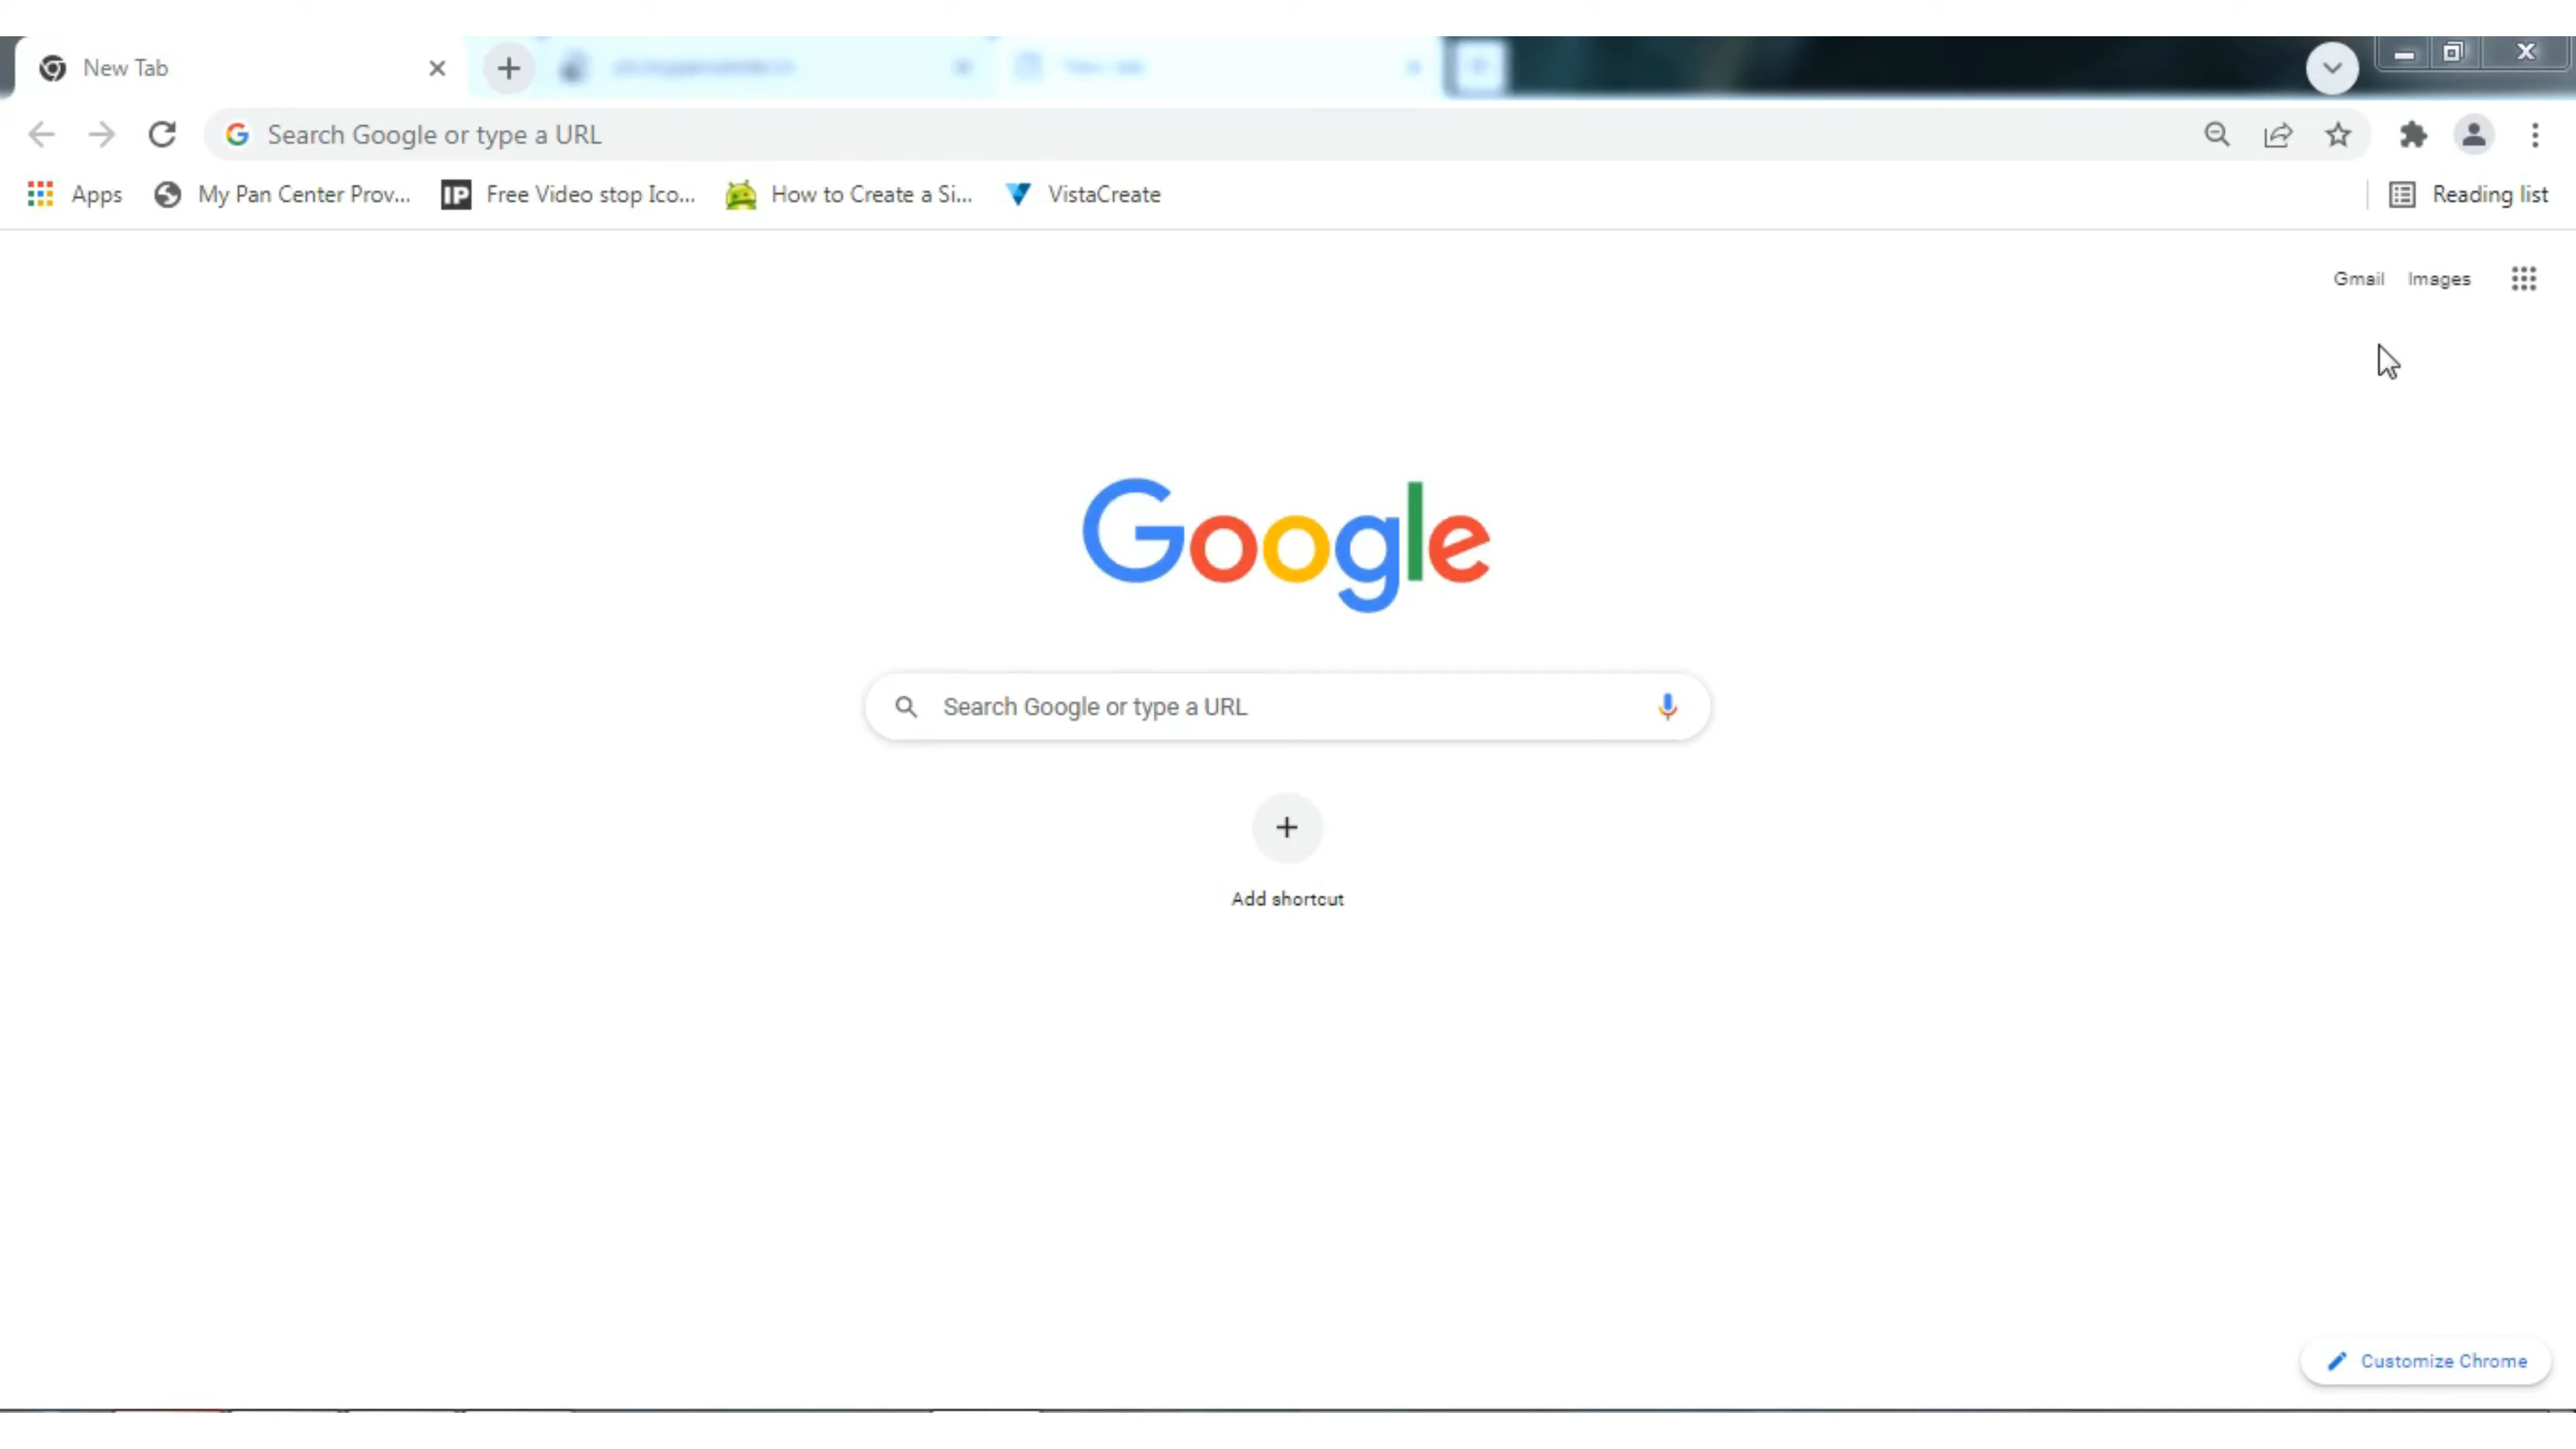 New Tab
Search Google or type a URL
Apps My Pan Center Prov... IP Free Video stop Ico... How to Create a Si... VistaCreate Reading list
Gmail Images
Google
Search Google or type a URL
Add shortcut
Customize Chrome